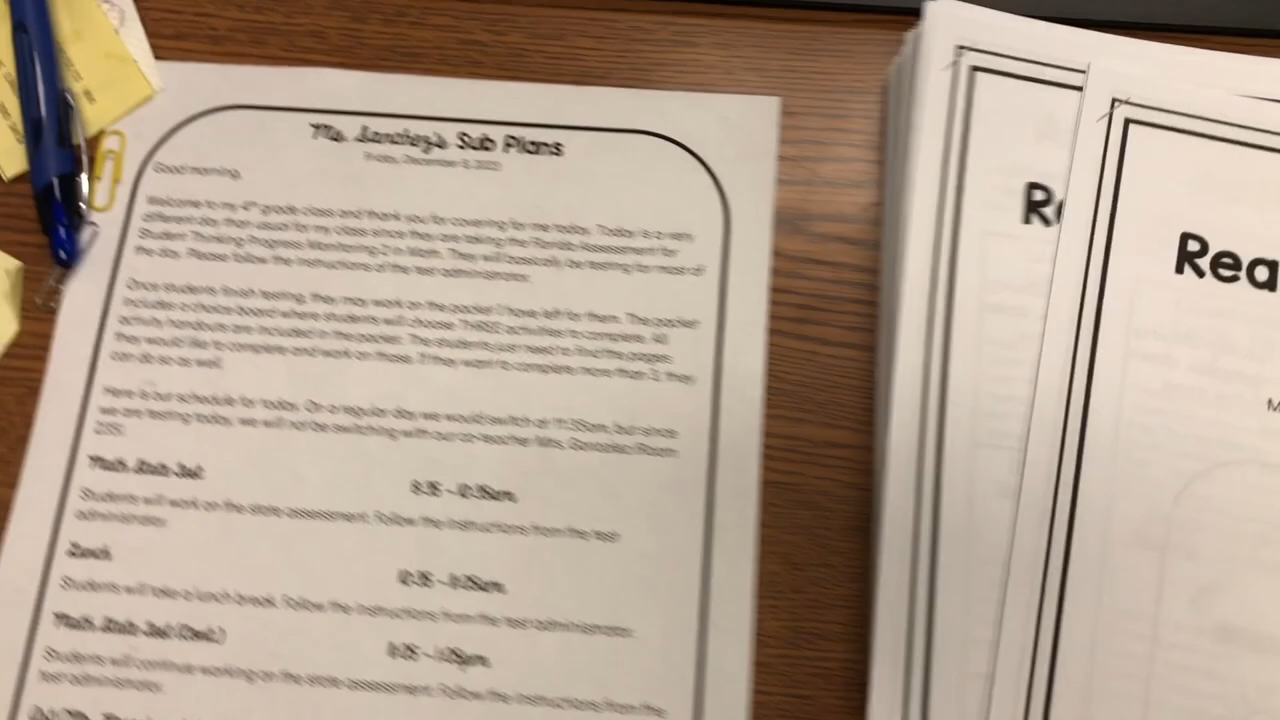 Ms. Sanchez's Sub Plans
Friday, December 9, 2022
Good morning,
Welcome to my 4th grade class and thank you for covering for me today. Today is a very
different day than usual for my class since they are taking the Florida Assessment for
Student Thinking Progress Monitoring 2 in Math. They will basically be testing for most of
the day. Please follow the instructions of the test administrator.
Once students finish testing, they may work on the packet I have left for them. The packet
includes a choice board where students will choose THREE activities to complete. All
activity handouts are included in the packet. The students just need to find the pages
they would like to complete and work on those. If they want to complete more than 3, they
can do so as well.
Here is our schedule for today. On a regular day we would switch at 11:35am, but since
we are testing today, we will not be switching with our co-teacher Mrs. Gonzalez, Room
Math State Test
Students will work on the state assessment. Follow the instructions from the test
administrator.
Lunch
Students will take a lunch break. Follow the instructions from the test administrator.
Math State Test (Cont.)
Students will continue working on the state assessment. Follow the instructions from the
test administrator.
Re
Rea
M